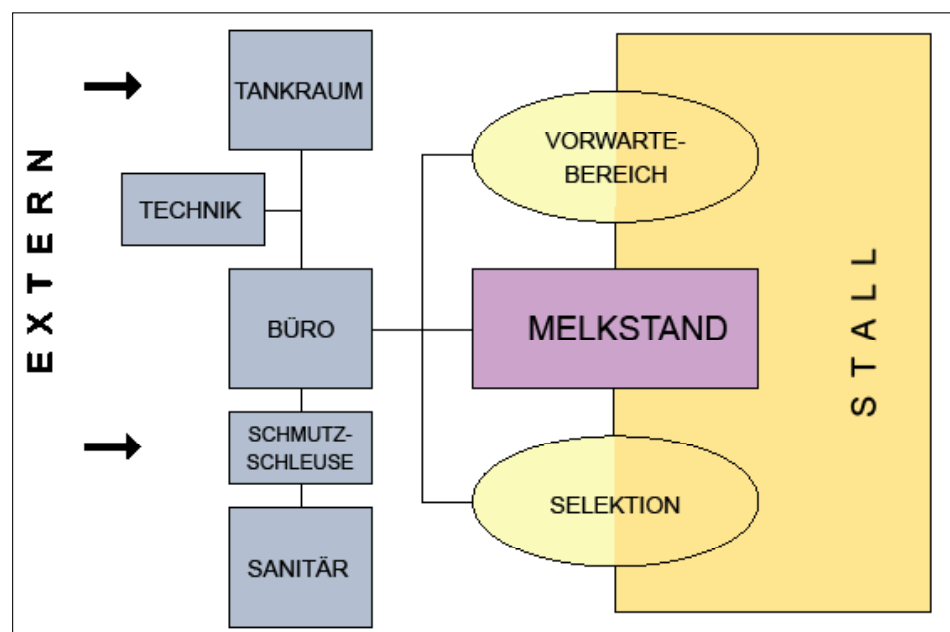 EXTERN
TANKRAUM
TECHNIK
BÜRO
SCHMUTZ-
SCHLEUSE
SANITÄR
VORWARTE-
BEREICH
MELKSTAND
SELEKTION
STALL